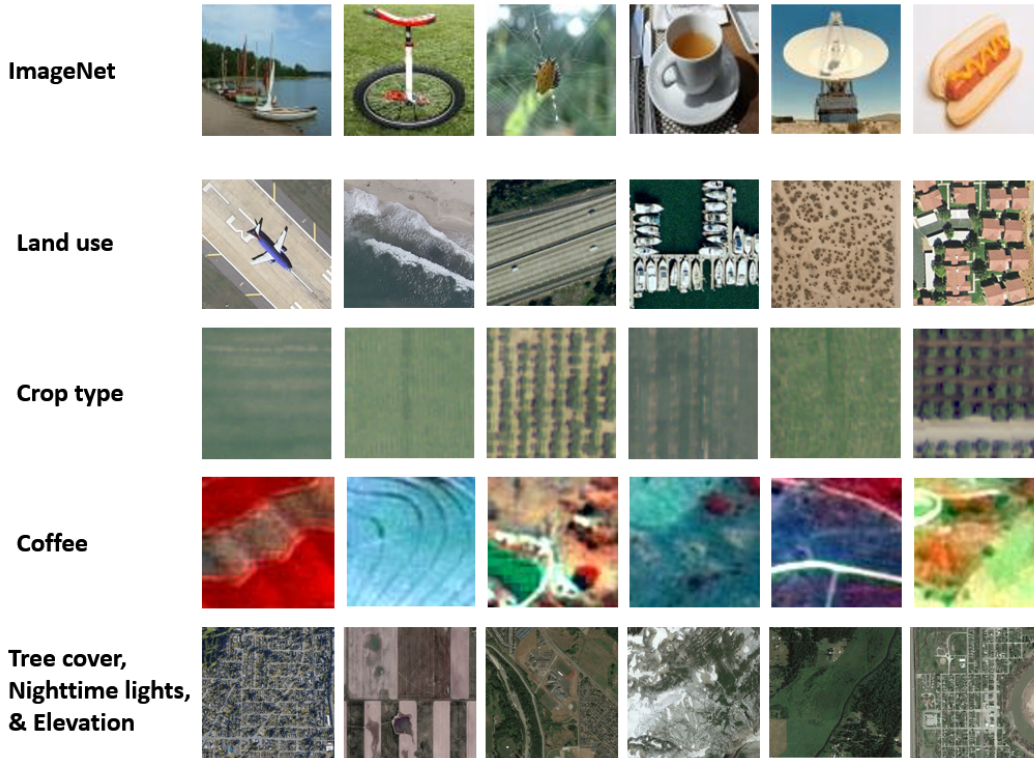 ImageNet
Land use
Crop type
Coffee
Tree cover,
Nighttime lights,
& Elevation